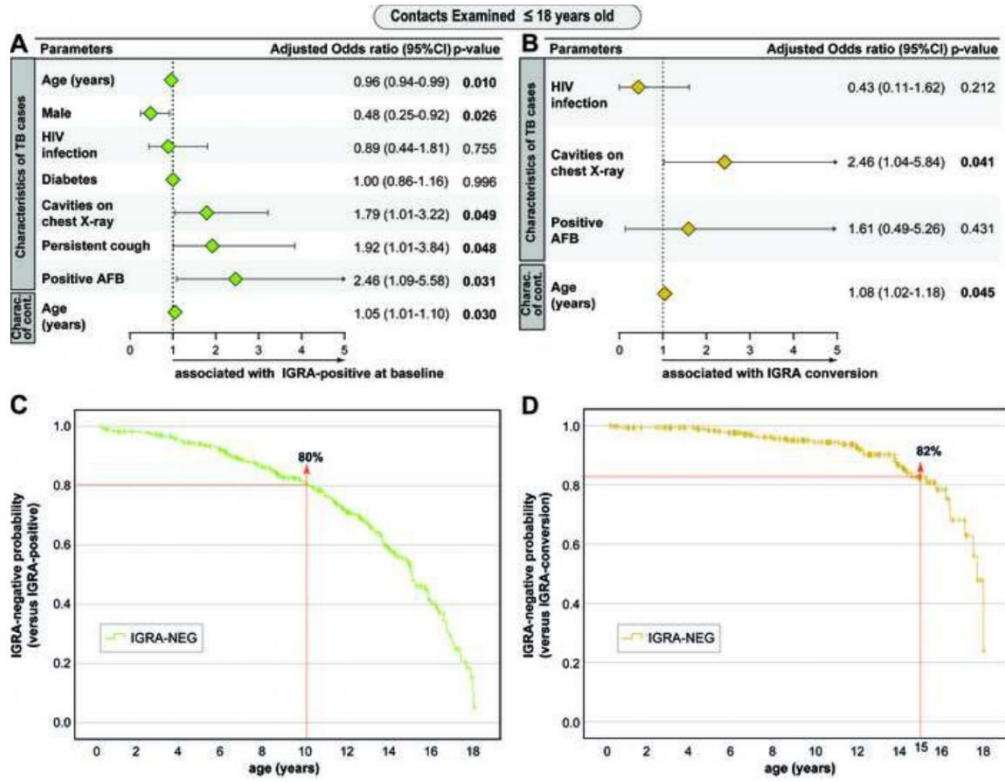 Contacts Examined ≤ 18 years old
A
Parameters Adjusted Odds ratio (95%CI) p-value
Characteristics of TB cases
Age (years) 0.96 (0.94-0.99) 0.010
Male 0.48 (0.25-0.92) 0.026
HIV
infection 0.89 (0.44-1.81) 0.755
Diabetes 1.00 (0.86-1.16) 0.996
Cavities on
chest X-ray 1.79 (1.01-3.22) 0.049
Persistent cough 1.92 (1.01-3.84) 0.048
Positive AFB 2.46 (1.09-5.58) 0.031
Charac.
of cont.
Age
(years) 1.05 (1.01-1.10) 0.030
0 1 2 3 4 5
associated with IGRA-positive at baseline
B
Parameters Adjusted Odds ratio (95%CI) p-value
Characteristics of TB cases
HIV
infection 0.43 (0.11-1.62) 0.212
Cavities on
chest X-ray 2.46 (1.04-5.84) 0.041
Positive
AFB 1.61 (0.49-5.26) 0.431
Charac.
of cont.
Age
(years) 1.08 (1.02-1.18) 0.045
0 1 2 3 4 5
associated with IGRA conversion
C
IGRA-negative probability
(versus IGRA-positive)
1.0
0.8
0.6
0.4
0.2
0.0
80%
IGRA-NEG
0 2 4 6 8 10 12 14 16 18
age (years)
D
IGRA-negative probability
(versus IGRA-conversion)
1.0
0.8
0.6
0.4
0.2
0.0
82%
IGRA-NEG
0 2 4 6 8 10 12 14 15 16 18
age (years)